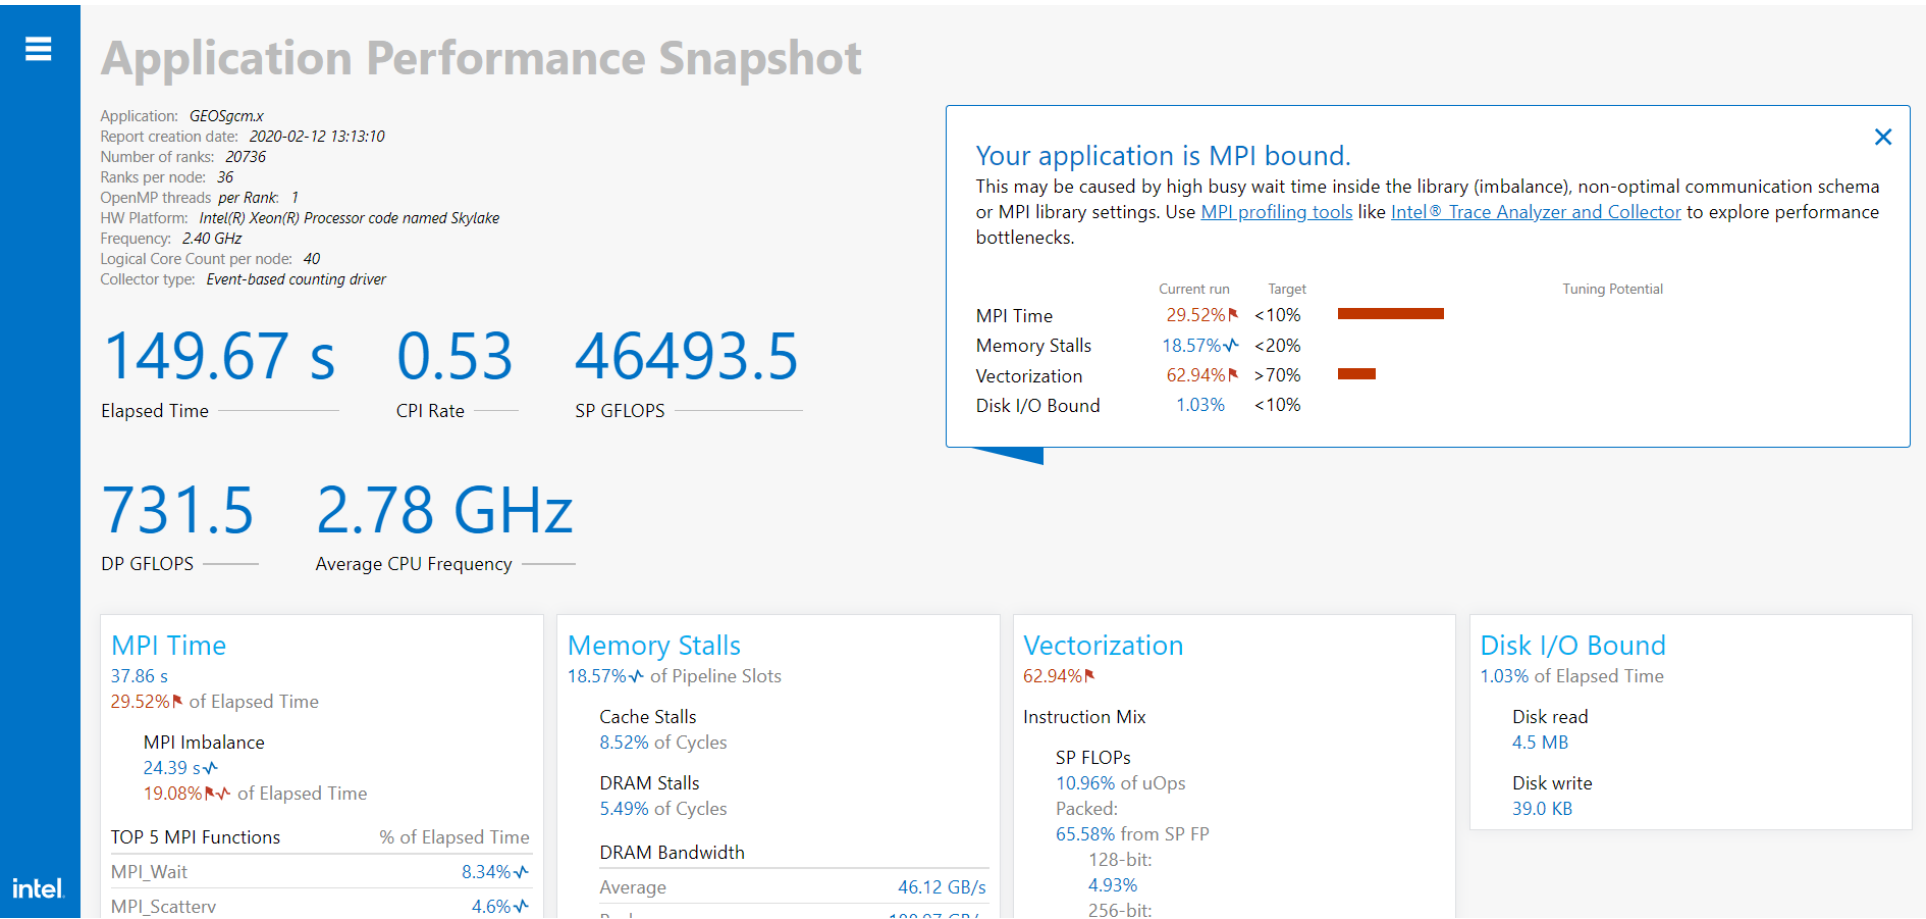 Application Performance Snapshot
Application: GEOSgcm.x
Report creation date: 2020-02-12 13:13:10
Number of ranks: 20736
Ranks per node: 36
OpenMP threads per Rank: 1
HW Platform: Intel(R) Xeon(R) Processor code named Skylake
Frequency: 2.40 GHz
Logical Core Count per node: 40
Collector type: Event-based counting driver
149.67 s
Elapsed Time
0.53
CPI Rate
46493.5
SP GFLOPS
731.5
DP GFLOPS
2.78 GHz
Average CPU Frequency
Your application is MPI bound.
This may be caused by high busy wait time inside the library (imbalance), non-optimal communication schema
or MPI library settings. Use MPI profiling tools like Intel® Trace Analyzer and Collector to explore performance
bottlenecks.
Current run Target Tuning Potential
MPI Time 29.52% <10%
Memory Stalls 18.57% <20%
Vectorization 62.94% >70%
Disk I/O Bound 1.03% <10%
MPI Time
37.86 s
29.52% of Elapsed Time
MPI Imbalance
24.39 s
19.08% of Elapsed Time
TOP 5 MPI Functions % of Elapsed Time
MPI_Wait 8.34%
MPI_Scatterv 4.6%
Memory Stalls
18.57% of Pipeline Slots
Cache Stalls
8.52% of Cycles
DRAM Stalls
5.49% of Cycles
DRAM Bandwidth
Average 46.12 GB/s
Vectorization
62.94%
Instruction Mix
SP FLOPs
10.96% of uOps
Packed:
65.58% from SP FP
128-bit:
4.93%
256-bit:
Disk I/O Bound
1.03% of Elapsed Time
Disk read
4.5 MB
Disk write
39.0 KB
intel.